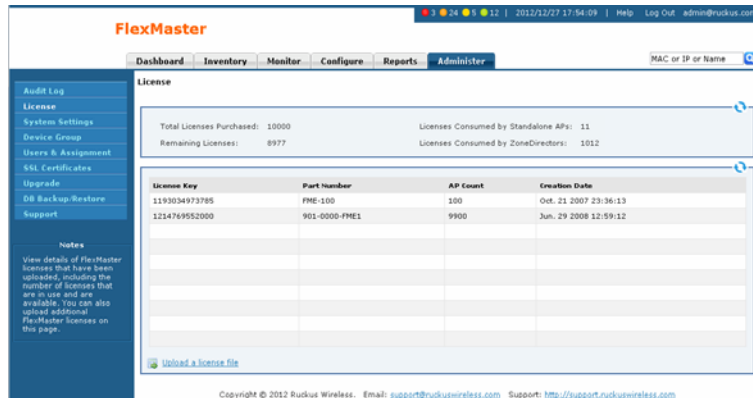 3 24 5 12 | 2012/12/27 17:54:09 | Help Log Out admin@ruckus.com
FlexMaster
Dashboard Inventory Monitor Configure Reports Administer
MAC or IP or Name
Audit Log
License
System Settings
Device Group
Users & Assignment
SSL Certificates
Upgrade
DB Backup/Restore
Support
Notes
View details of FlexMaster
licenses that have been
uploaded, including the
number of licenses that
are in use and are
available. You can also
upload additional
FlexMaster licenses on
this page.
License
Total Licenses Purchased: 10000 Licenses Consumed by Standalone APs: 11
Remaining Licenses: 8977 Licenses Consumed by ZoneDirectors: 1012
License Key Part Number AP Count Creation Date
1193034973785 FME-100 100 Oct. 21 2007 23:36:13
1214769552000 901-0000-FME1 9900 Jun. 29 2008 12:59:12
Upload a license file
Copyright © 2012 Ruckus Wireless. Email: support@ruckuswireless.com Support: http://support.ruckuswireless.com